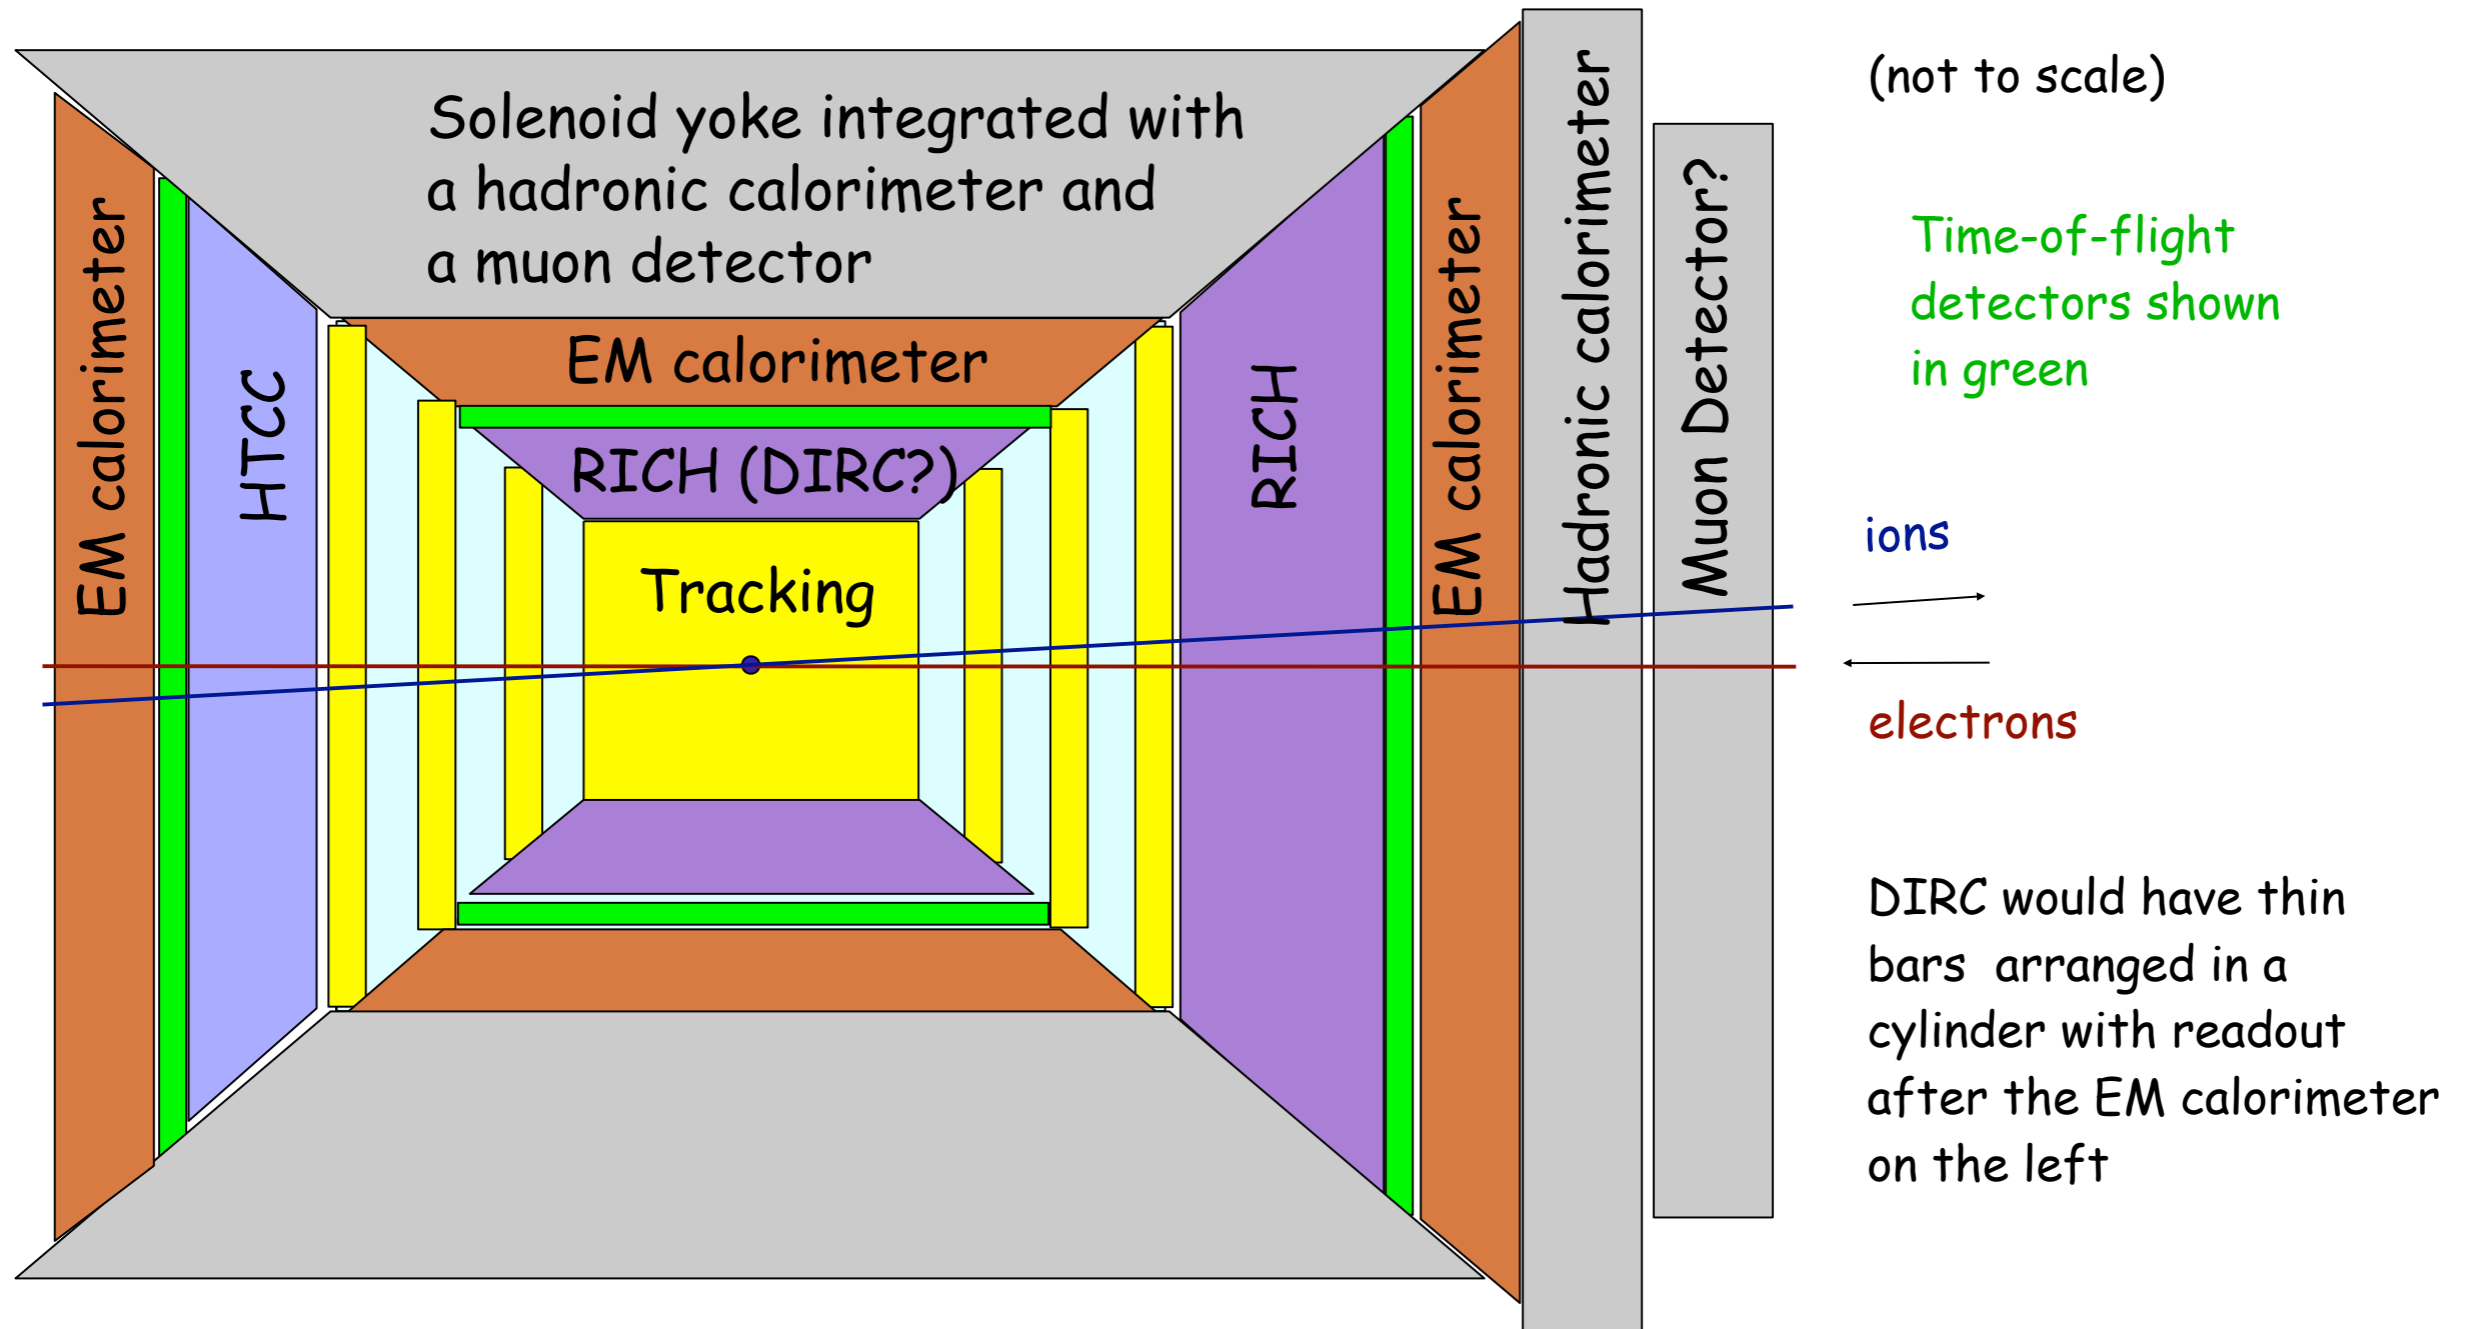 Solenoid yoke integrated with
a hadronic calorimeter and
a muon detector
EM calorimeter
HTCC
EM calorimeter
RICH (DIRC?)
Tracking
RICH
EM calorimeter
Hadronic calorimeter
Muon Detector?
(not to scale)
Time-of-flight
detectors shown
in green
ions
electrons
DIRC would have thin
bars arranged in a
cylinder with readout
after the EM calorimeter
on the left